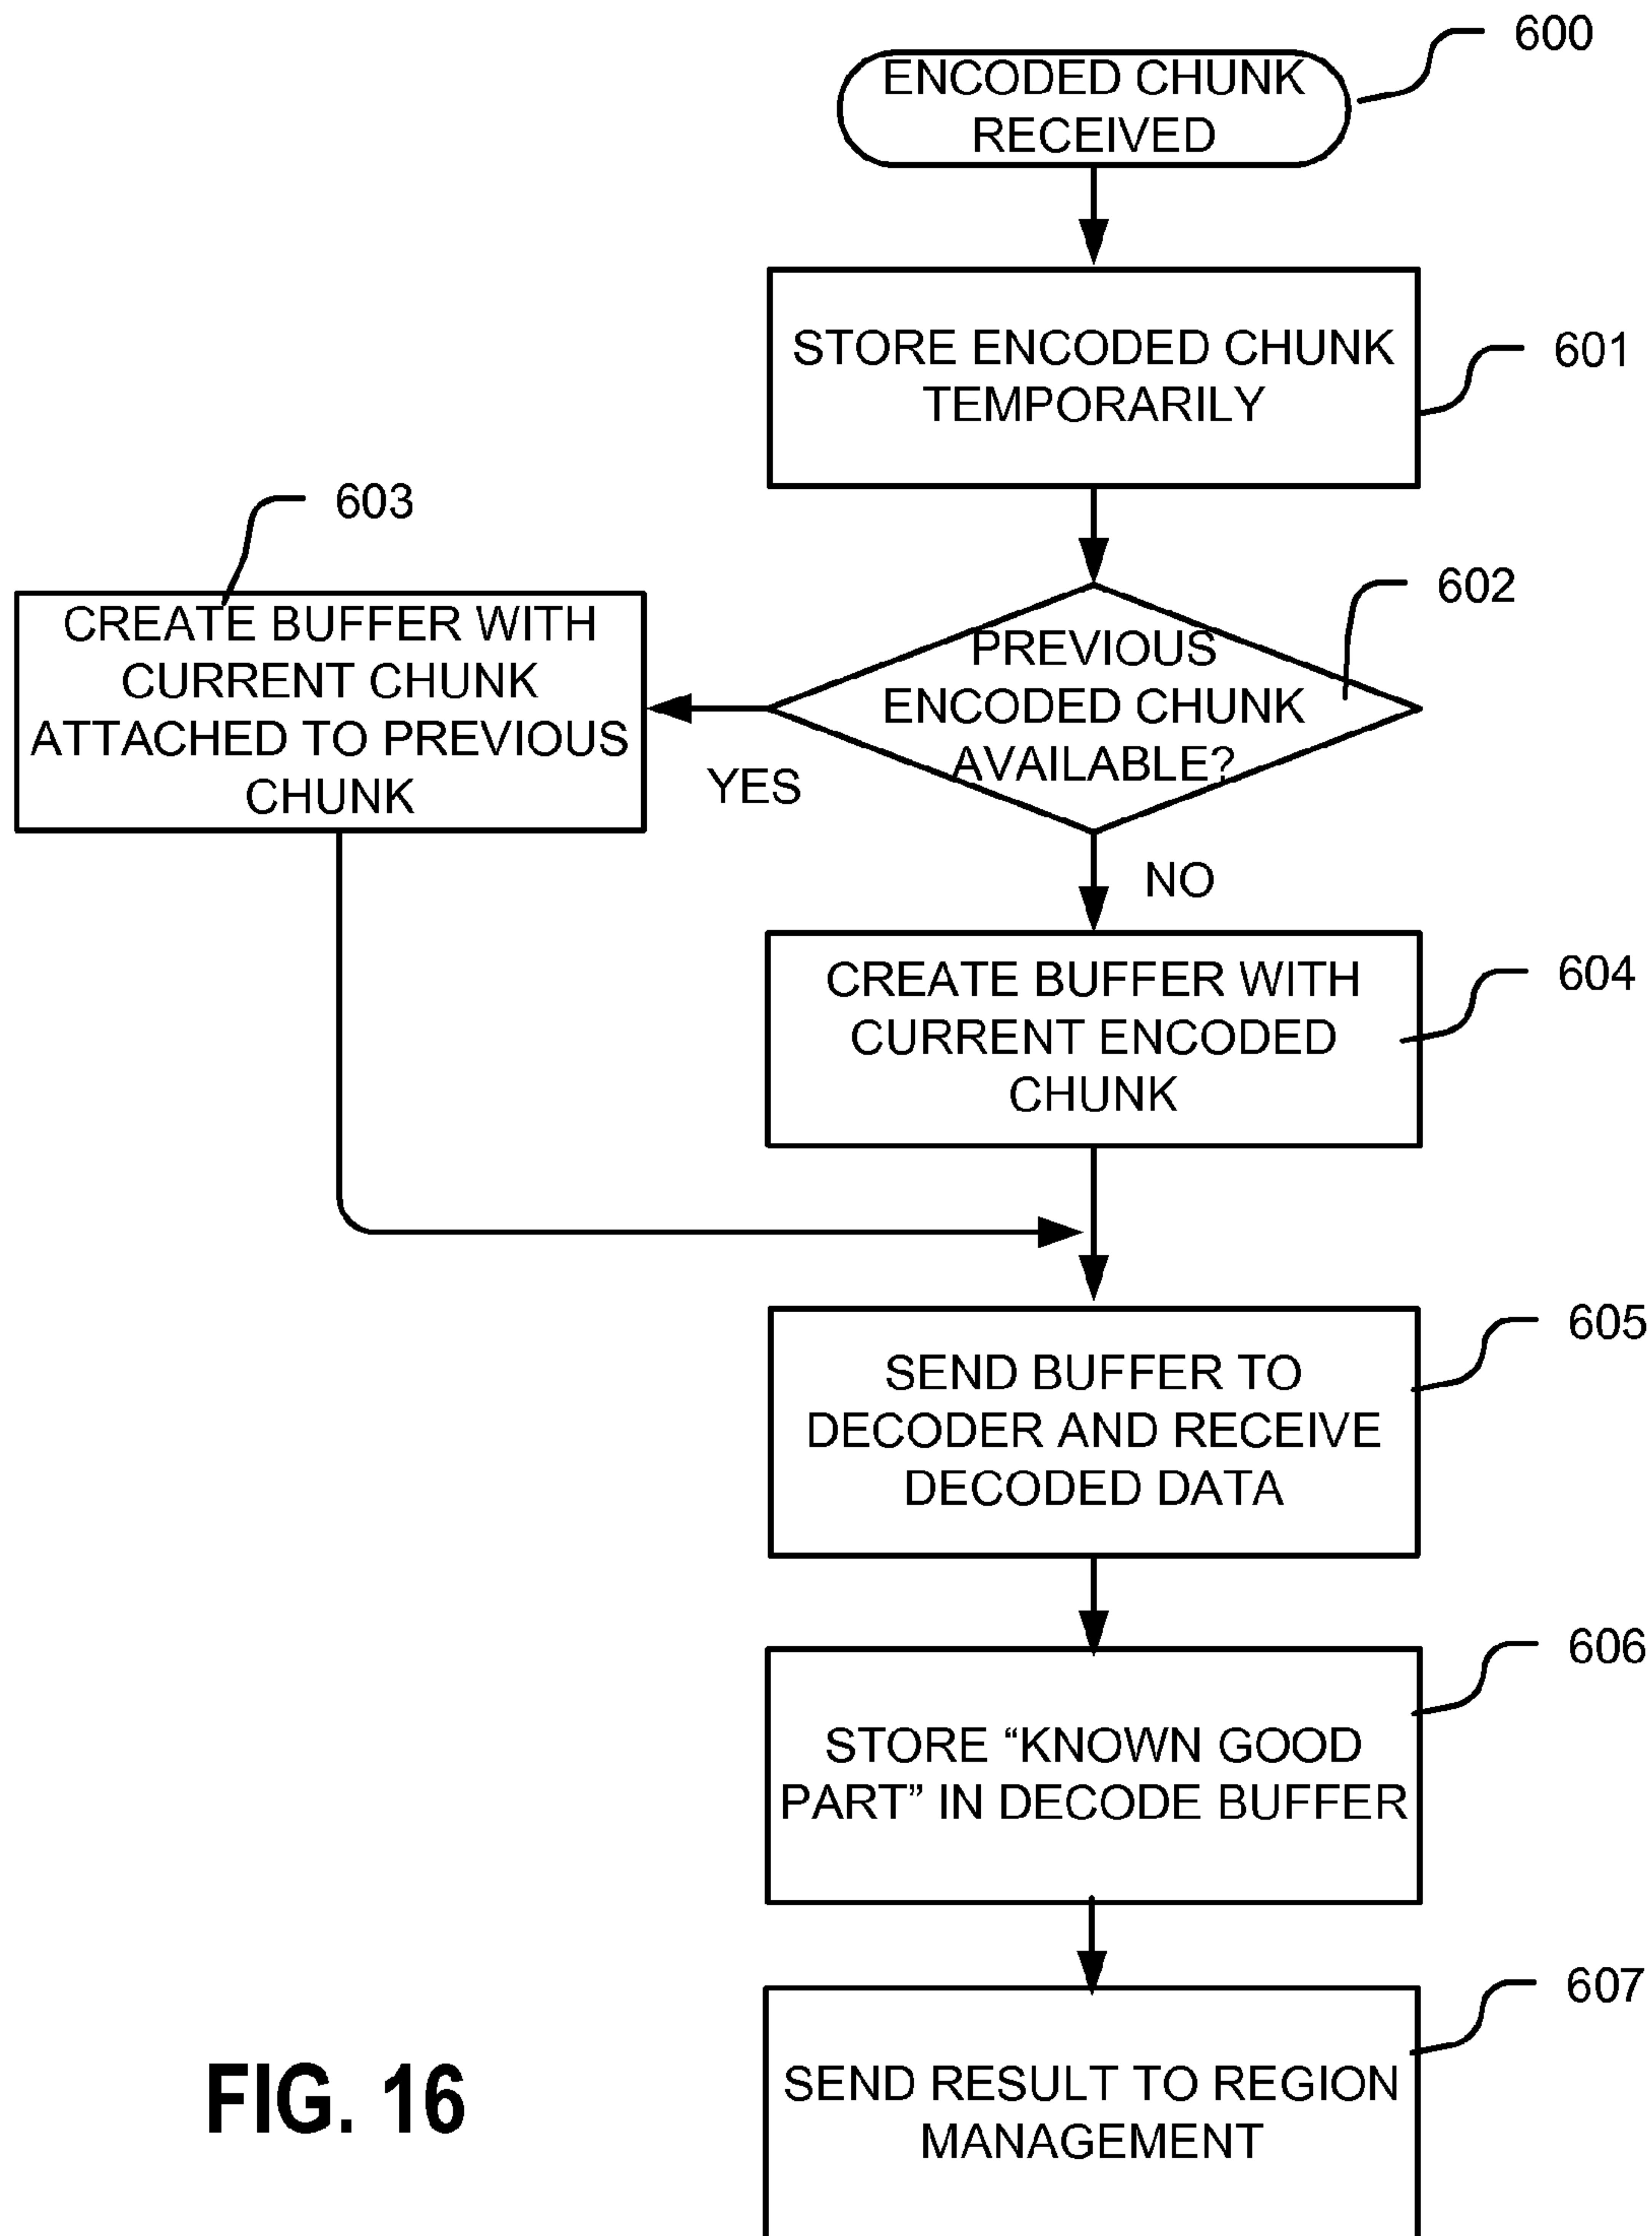 600
ENCODED CHUNK
RECEIVED
STORE ENCODED CHUNK
TEMPORARILY
601
603
CREATE BUFFER WITH
CURRENT CHUNK
ATTACHED TO PREVIOUS
CHUNK
602
PREVIOUS
ENCODED CHUNK
AVAILABLE?
YES
NO
CREATE BUFFER WITH
CURRENT ENCODED
CHUNK
604
605
SEND BUFFER TO
DECODER AND RECEIVE
DECODED DATA
606
STORE “KNOWN GOOD
PART” IN DECODE BUFFER
607
SEND RESULT TO REGION
MANAGEMENT
FIG. 16